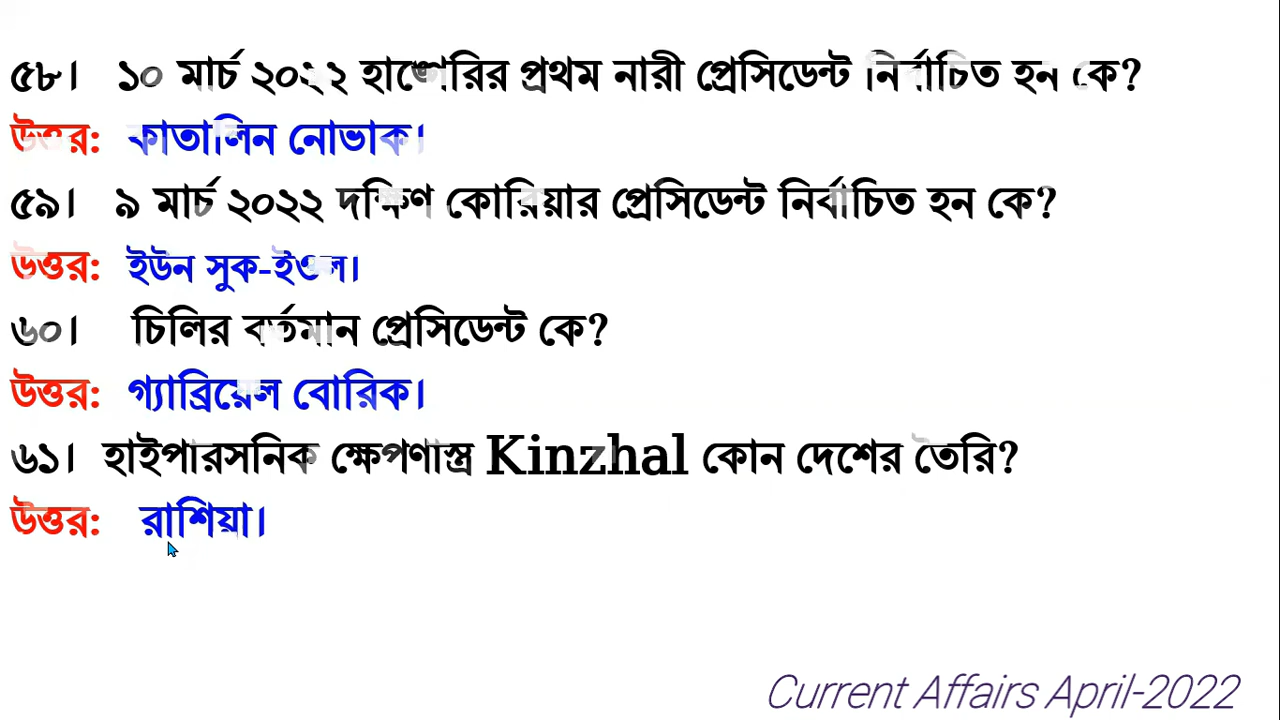 ৫৮। ১০ মার্চ ২০২২ হাঙ্গেরির প্রথম নারী প্রেসিডেন্ট নির্বাচিত হন কে?
উত্তর: কাতালিন নোভাক।
৫৯। ৯ মার্চ ২০২২ দক্ষিণ কোরিয়ার প্রেসিডেন্ট নির্বাচিত হন কে?
উত্তর: ইউন সুক-ইওল।
৬০। চিলির বর্তমান প্রেসিডেন্ট কে?
উত্তর: গ্যাব্রিয়েল বোরিক।
৬১। হাইপারসনিক ক্ষেপণাস্ত্র Kinzhal কোন দেশের তৈরি?
উত্তর: রাশিয়া।
Current Affairs April-2022